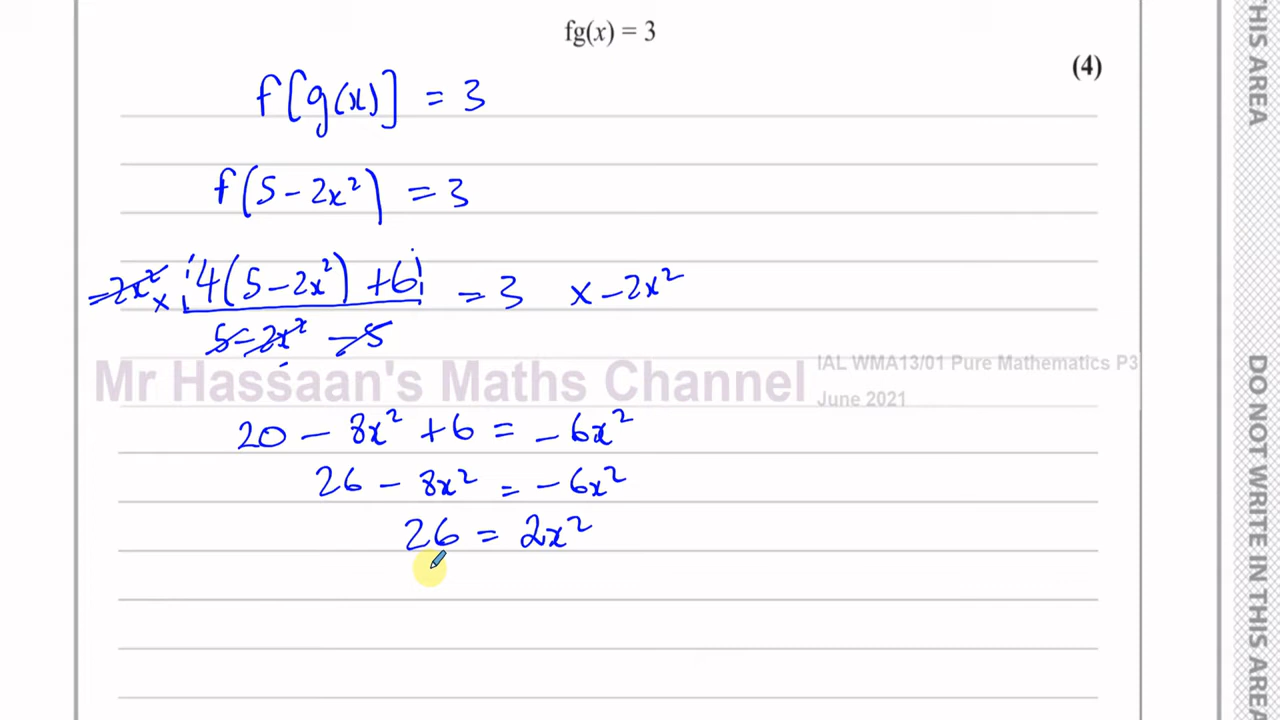 fg(x) = 3
(4)
f[g(x)] = 3
f(5 – 2x²) = 3
–2x² × 4(5 – 2x²) + 6 = 3 × –2x²
5 – 2x² – 5
Mr Hassaan's Maths Channel
IAL WMA13/01 Pure Mathematics P3
June 2021
20 – 8x² + 6 = –6x²
26 – 8x² = –6x²
26 = 2x²
THIS AREA
DO NOT WRITE IN THIS AREA